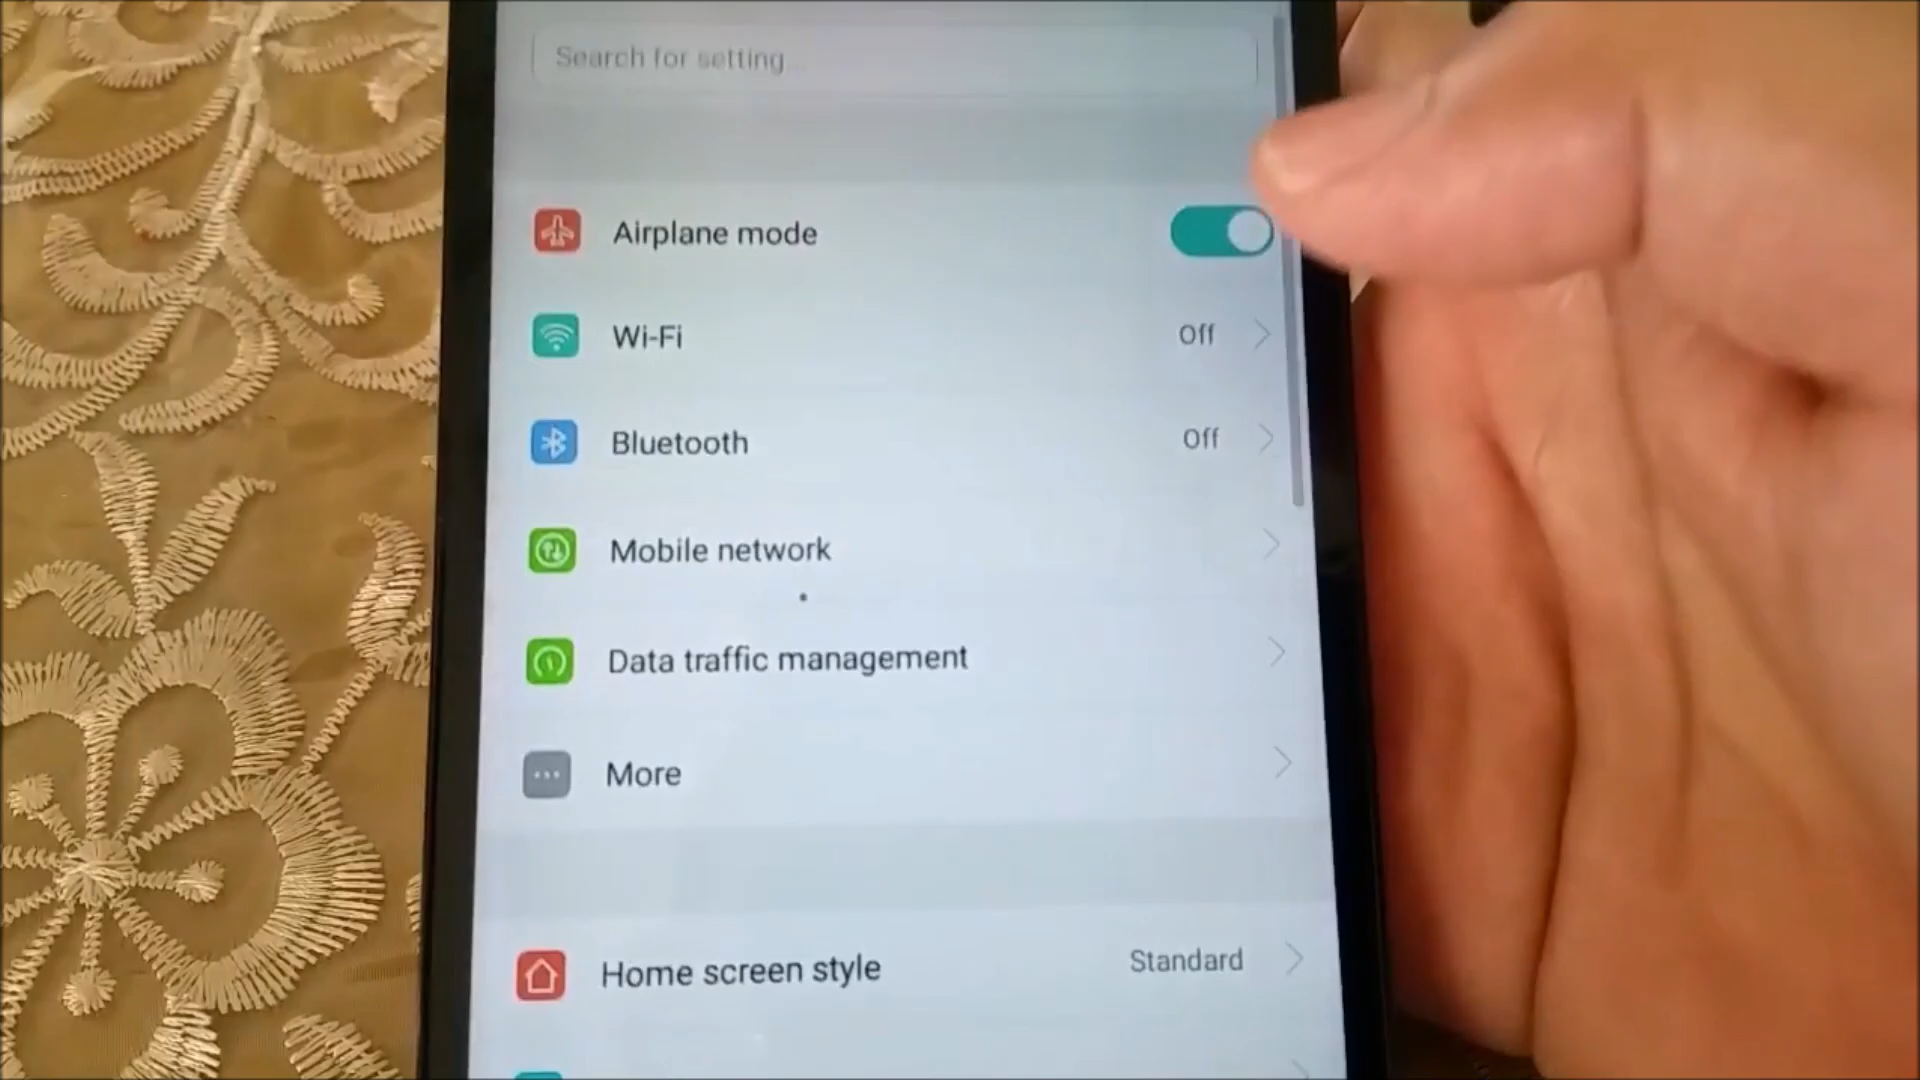 Search for setting...
Airplane mode
Wi-Fi Off
Bluetooth Off
Mobile network
Data traffic management
More
Home screen style Standard